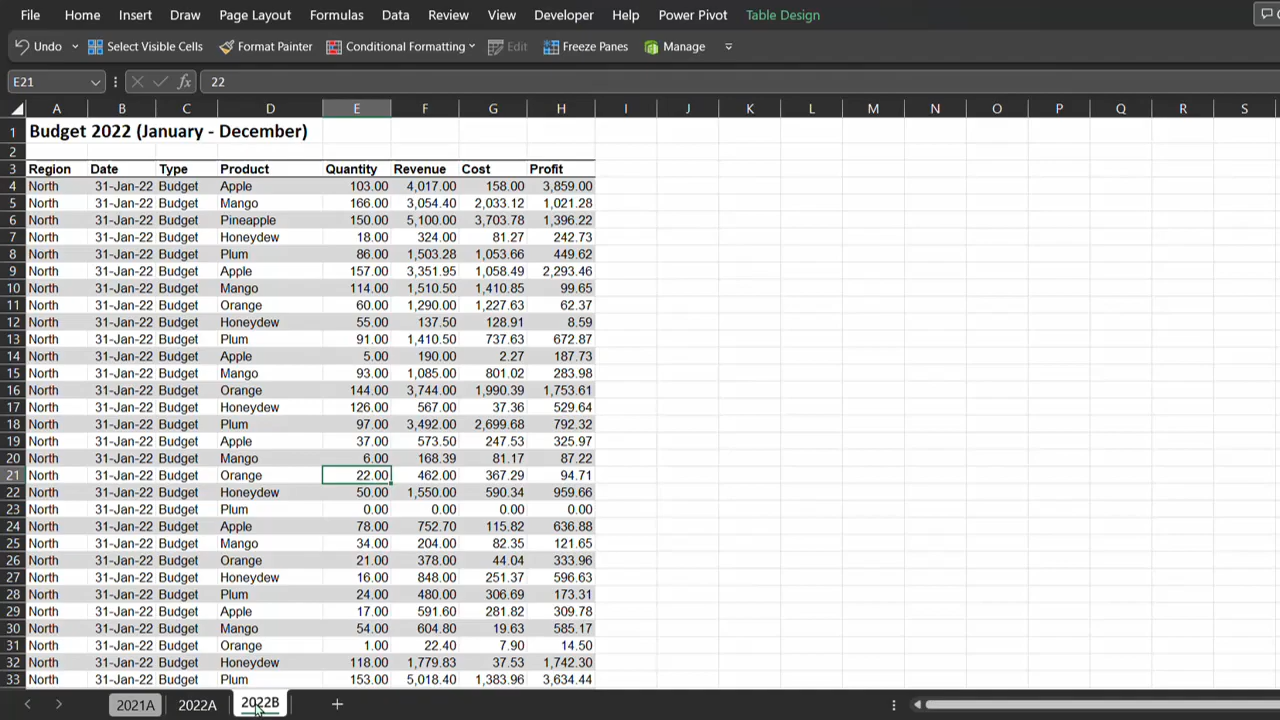 File Home Insert Draw Page Layout Formulas Data Review View Developer Help Power Pivot Table Design
Undo Select Visible Cells Format Painter Conditional Formatting Edit Freeze Panes Manage
E21 fx 22
A B C D E F G H I J K L M N O P Q R S
1 Budget 2022 (January - December)
2
3 Region Date Type Product Quantity Revenue Cost Profit
4 North 31-Jan-22 Budget Apple 103.00 4,017.00 158.00 3,859.00
5 North 31-Jan-22 Budget Mango 166.00 3,054.40 2,033.12 1,021.28
6 North 31-Jan-22 Budget Pineapple 150.00 5,100.00 3,703.78 1,396.22
7 North 31-Jan-22 Budget Honeydew 18.00 324.00 81.27 242.73
8 North 31-Jan-22 Budget Plum 86.00 1,503.28 1,053.66 449.62
9 North 31-Jan-22 Budget Apple 157.00 3,351.95 1,058.49 2,293.46
10 North 31-Jan-22 Budget Mango 114.00 1,510.50 1,410.85 99.65
11 North 31-Jan-22 Budget Orange 60.00 1,290.00 1,227.63 62.37
12 North 31-Jan-22 Budget Honeydew 55.00 137.50 128.91 8.59
13 North 31-Jan-22 Budget Plum 91.00 1,410.50 737.63 672.87
14 North 31-Jan-22 Budget Apple 5.00 190.00 2.27 187.73
15 North 31-Jan-22 Budget Mango 93.00 1,085.00 801.02 283.98
16 North 31-Jan-22 Budget Orange 144.00 3,744.00 1,990.39 1,753.61
17 North 31-Jan-22 Budget Honeydew 126.00 567.00 37.36 529.64
18 North 31-Jan-22 Budget Plum 97.00 3,492.00 2,699.68 792.32
19 North 31-Jan-22 Budget Apple 37.00 573.50 247.53 325.97
20 North 31-Jan-22 Budget Mango 6.00 168.39 81.17 87.22
21 North 31-Jan-22 Budget Orange 22.00 462.00 367.29 94.71
22 North 31-Jan-22 Budget Honeydew 50.00 1,550.00 590.34 959.66
23 North 31-Jan-22 Budget Plum 0.00 0.00 0.00 0.00
24 North 31-Jan-22 Budget Apple 78.00 752.70 115.82 636.88
25 North 31-Jan-22 Budget Mango 34.00 204.00 82.35 121.65
26 North 31-Jan-22 Budget Orange 21.00 378.00 44.04 333.96
27 North 31-Jan-22 Budget Honeydew 16.00 848.00 251.37 596.63
28 North 31-Jan-22 Budget Plum 24.00 480.00 306.69 173.31
29 North 31-Jan-22 Budget Apple 17.00 591.60 281.82 309.78
30 North 31-Jan-22 Budget Mango 54.00 604.80 19.63 585.17
31 North 31-Jan-22 Budget Orange 1.00 22.40 7.90 14.50
32 North 31-Jan-22 Budget Honeydew 118.00 1,779.83 37.53 1,742.30
33 North 31-Jan-22 Budget Plum 153.00 5,018.40 1,383.96 3,634.44
2021A 2022A 2022B +